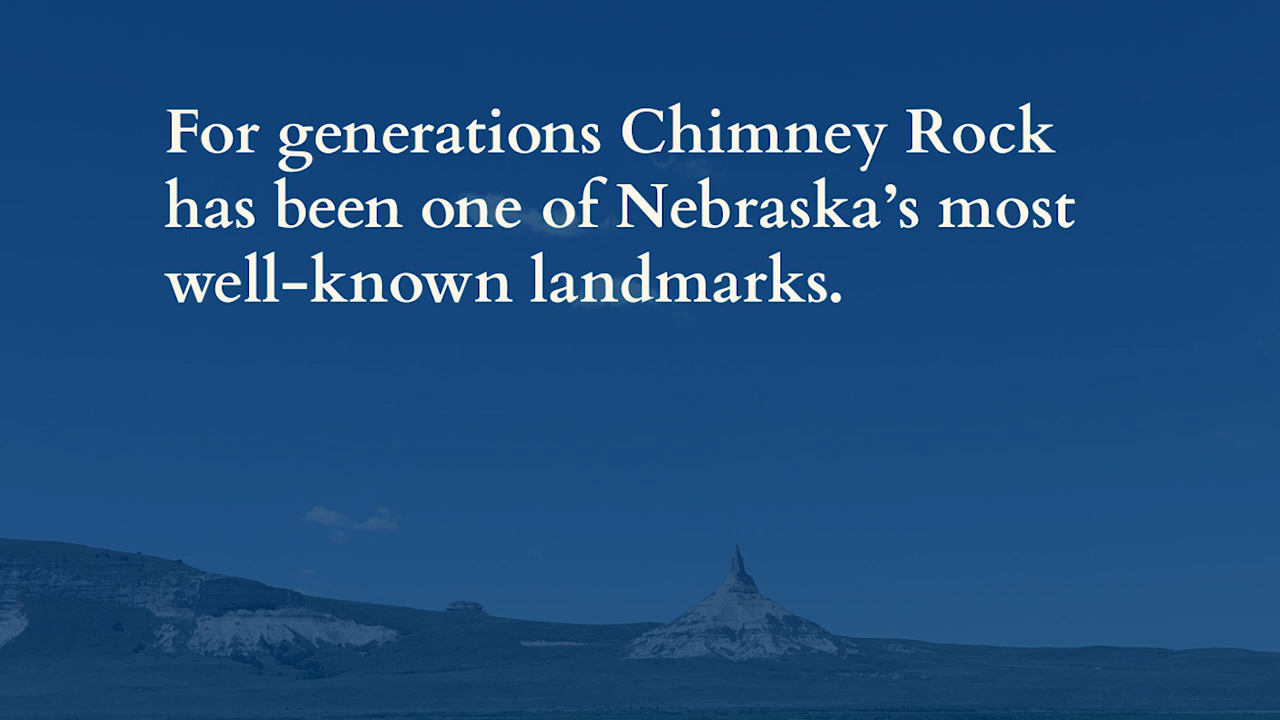 For generations Chimney Rock
has been one of Nebraska’s most
well-known landmarks.